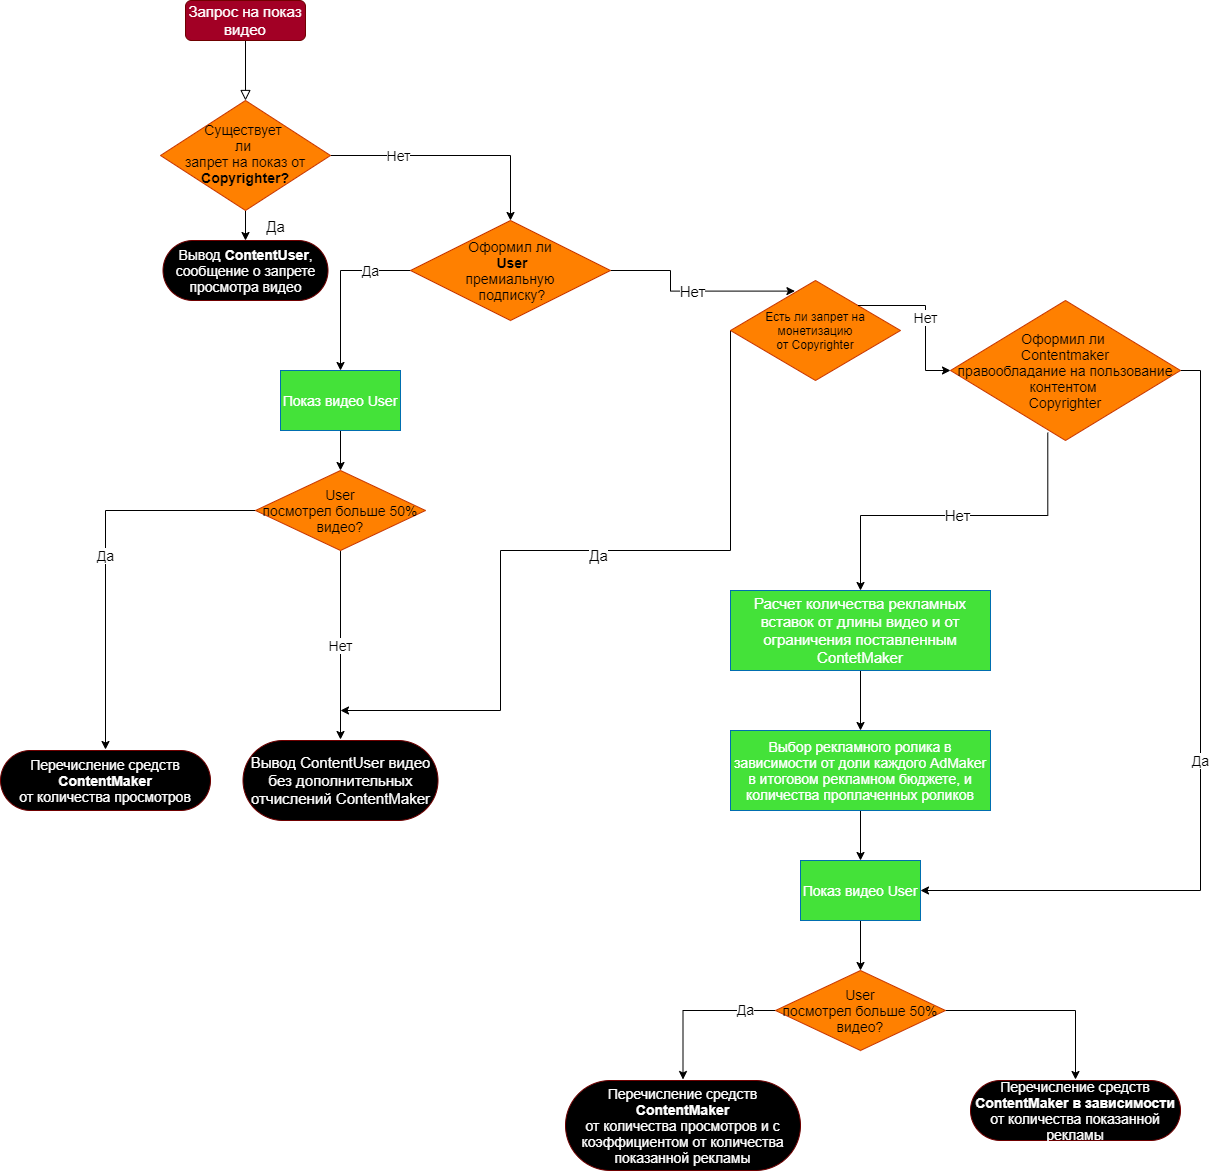 Запрос на показ
видео
Существует
ли
запрет на показ от
Copyrighter?
Нет
Да
Вывод ContentUser,
сообщение о запрете
просмотра видео
Оформил ли
User
премиальную
подписку?
Да
Нет
Есть ли запрет на
монетизацию
от Copyrighter
Нет
Оформил ли
Contentmaker
правообладание на пользование
контентом
Copyrighter
Показ видео User
User
посмотрел больше 50%
видео?
Да
Да
Нет
Нет
Расчет количества рекламных
вставок от длины видео и от
ограничения поставленным
ContetMaker
Выбор рекламного ролика в
зависимости от доли каждого AdMaker
в итоговом рекламном бюджете, и
количества проплаченных роликов
Да
Перечисление средств
ContentMaker
от количества просмотров
Вывод ContentUser видео
без дополнительных
отчислений ContentMaker
Показ видео User
User
посмотрел больше 50%
видео?
Да
Перечисление средств
ContentMaker
от количества просмотров и с
коэффициентом от количества
показанной рекламы
Перечисление средств
ContentMaker в зависимости
от количества показанной
рекламы